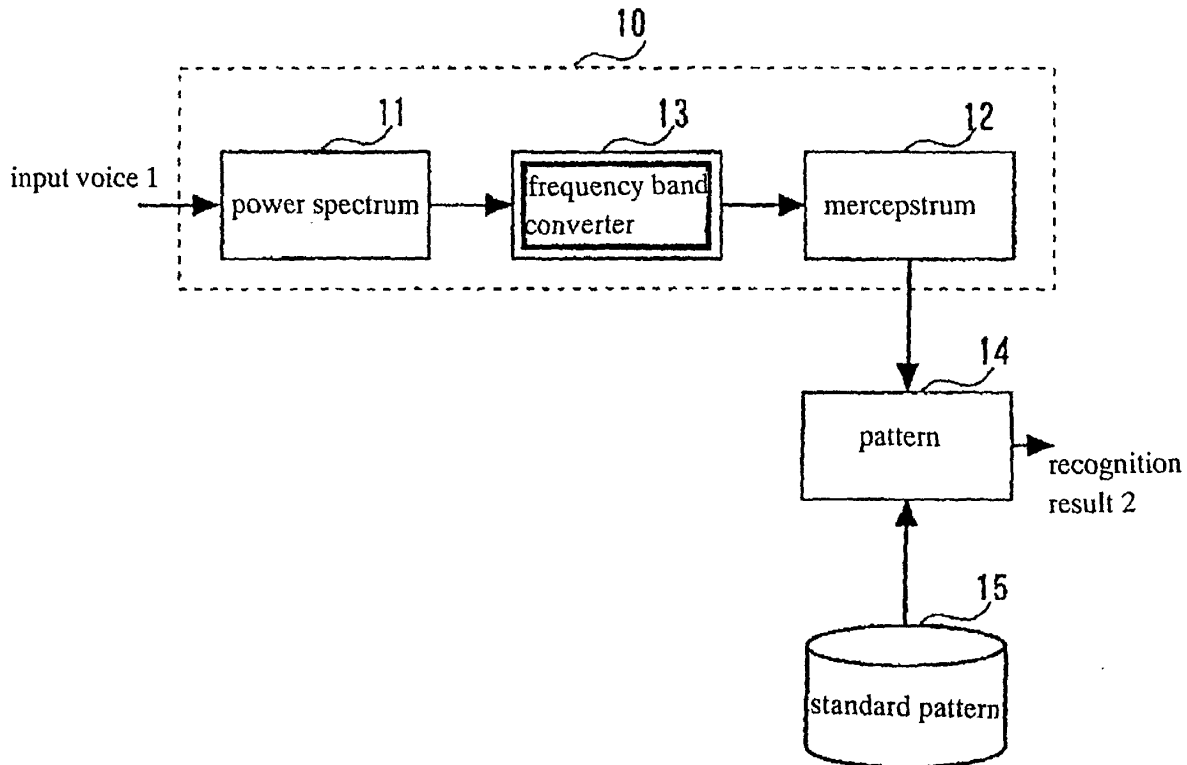 10
11
13
12
input voice 1
power spectrum
frequency band
converter
mercepstrum
14
pattern
recognition
result 2
15
standard pattern